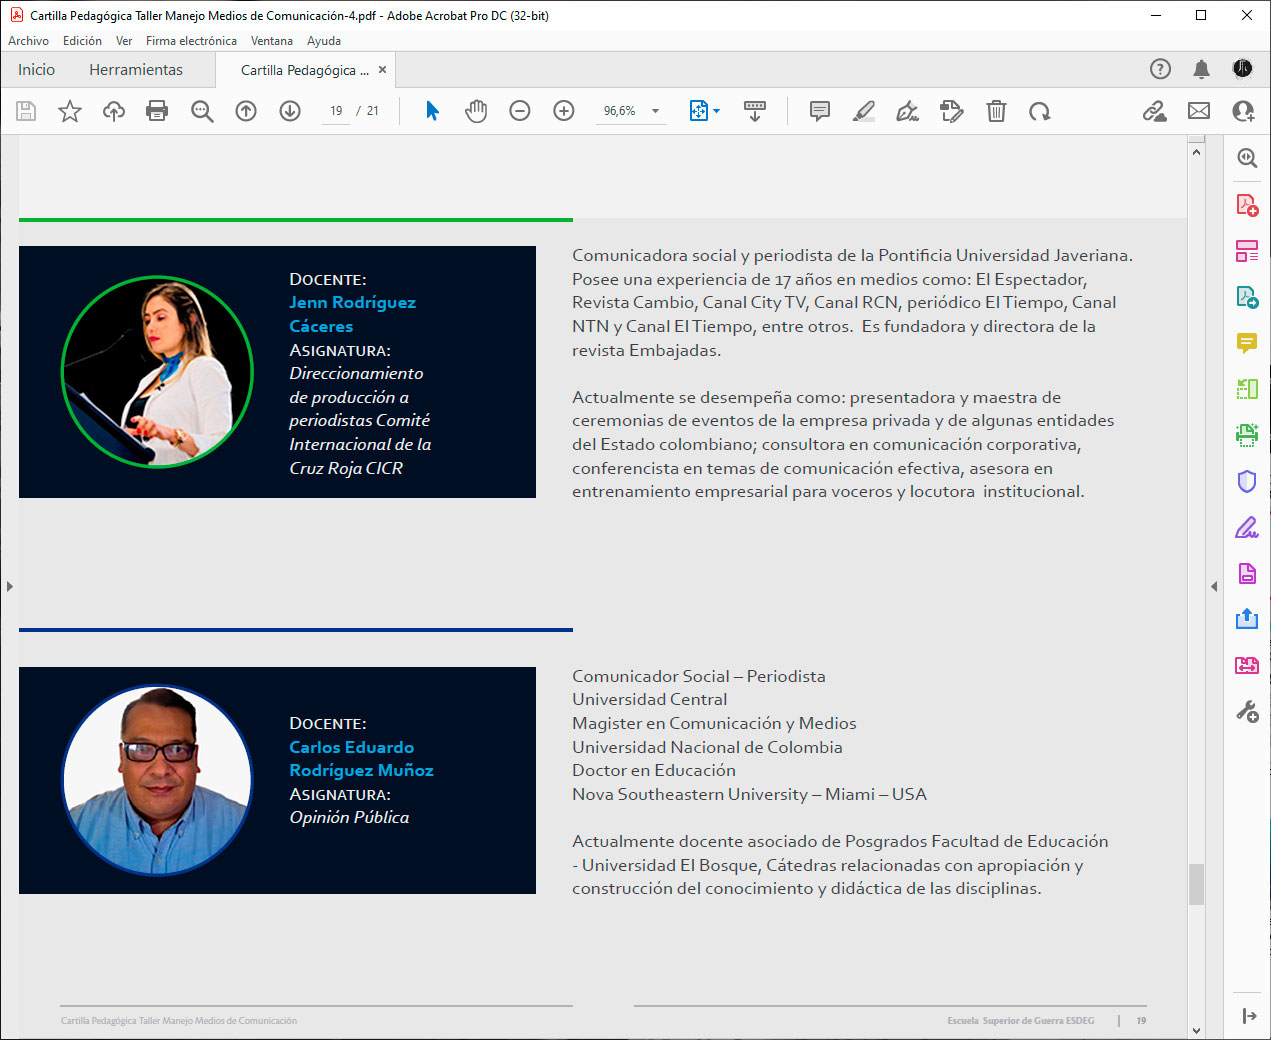 Cartilla Pedagógica Taller Manejo Medios de Comunicación-4.pdf - Adobe Acrobat Pro DC (32-bit)
Archivo Edición Ver Firma electrónica Ventana Ayuda
Inicio Herramientas Cartilla Pedagógica ... ×
19 / 21 96,6%
DOCENTE:
Jenn Rodríguez
Cáceres
ASIGNATURA:
Direccionamiento
de producción a
periodistas Comité
Internacional de la
Cruz Roja CICR
Comunicadora social y periodista de la Pontificia Universidad Javeriana.
Posee una experiencia de 17 años en medios como: El Espectador,
Revista Cambio, Canal City TV, Canal RCN, periódico El Tiempo, Canal
NTN y Canal El Tiempo, entre otros. Es fundadora y directora de la
revista Embajadas.
Actualmente se desempeña como: presentadora y maestra de
ceremonias de eventos de la empresa privada y de algunas entidades
del Estado colombiano; consultora en comunicación corporativa,
conferencista en temas de comunicación efectiva, asesora en
entrenamiento empresarial para voceros y locutora institucional.
DOCENTE:
Carlos Eduardo
Rodríguez Muñoz
ASIGNATURA:
Opinión Pública
Comunicador Social – Periodista
Universidad Central
Magister en Comunicación y Medios
Universidad Nacional de Colombia
Doctor en Educación
Nova Southeastern University – Miami – USA
Actualmente docente asociado de Posgrados Facultad de Educación
- Universidad El Bosque, Cátedras relacionadas con apropiación y
construcción del conocimiento y didáctica de las disciplinas.
Cartilla Pedagógica Taller Manejo Medios de Comunicación
Escuela Superior de Guerra ESDEG | 19